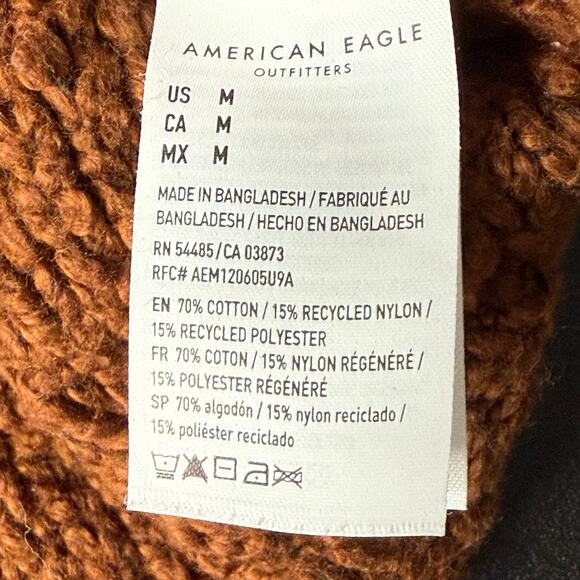 AMERICAN EAGLE
OUTFITTERS
US M
CA M
MX M
MADE IN BANGLADESH / FABRIQUÉ AU
BANGLADESH / HECHO EN BANGLADESH
RN 54485/CA 03873
RFC# AEM120605U9A
EN 70% COTTON / 15% RECYCLED NYLON /
15% RECYCLED POLYESTER
FR 70% COTON / 15% NYLON RÉGÉNÉRÉ /
15% POLYESTER RÉGÉNÉRÉ
SP 70% algodón / 15% nylon reciclado /
15% poliéster reciclado